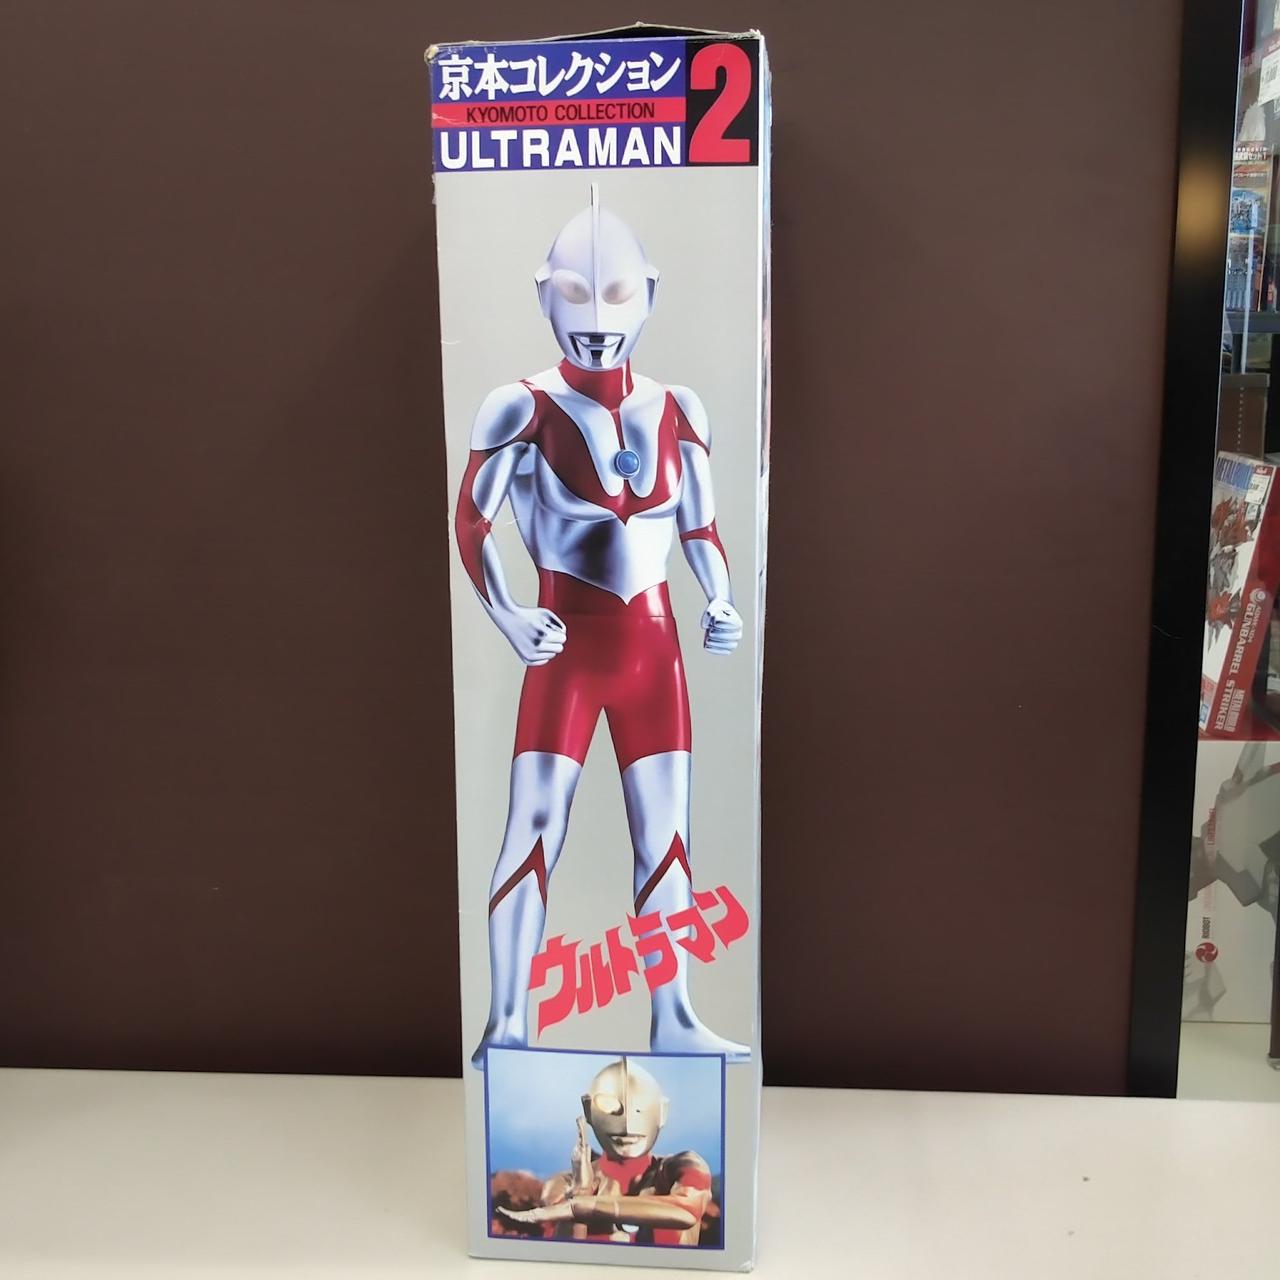 京本コレクション
KYOMOTO COLLECTION
ULTRAMAN
2
ウルトラマン
GUNBARREL STRIKER
RIOBOT